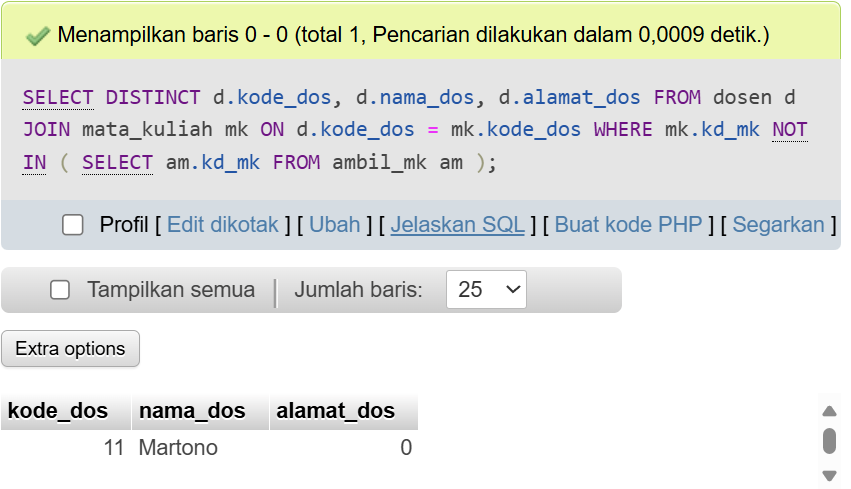 Menampilkan baris 0 - 0 (total 1, Pencarian dilakukan dalam 0,0009 detik.)
SELECT DISTINCT d.kode_dos, d.nama_dos, d.alamat_dos FROM dosen d
JOIN mata_kuliah mk ON d.kode_dos = mk.kode_dos WHERE mk.kd_mk NOT
IN ( SELECT am.kd_mk FROM ambil_mk am );
Profil [ Edit dikotak ] [ Ubah ] [ Jelaskan SQL ] [ Buat kode PHP ] [ Segarkan ]
Tampilkan semua | Jumlah baris: 25
Extra options
kode_dos nama_dos alamat_dos
11 Martono 0